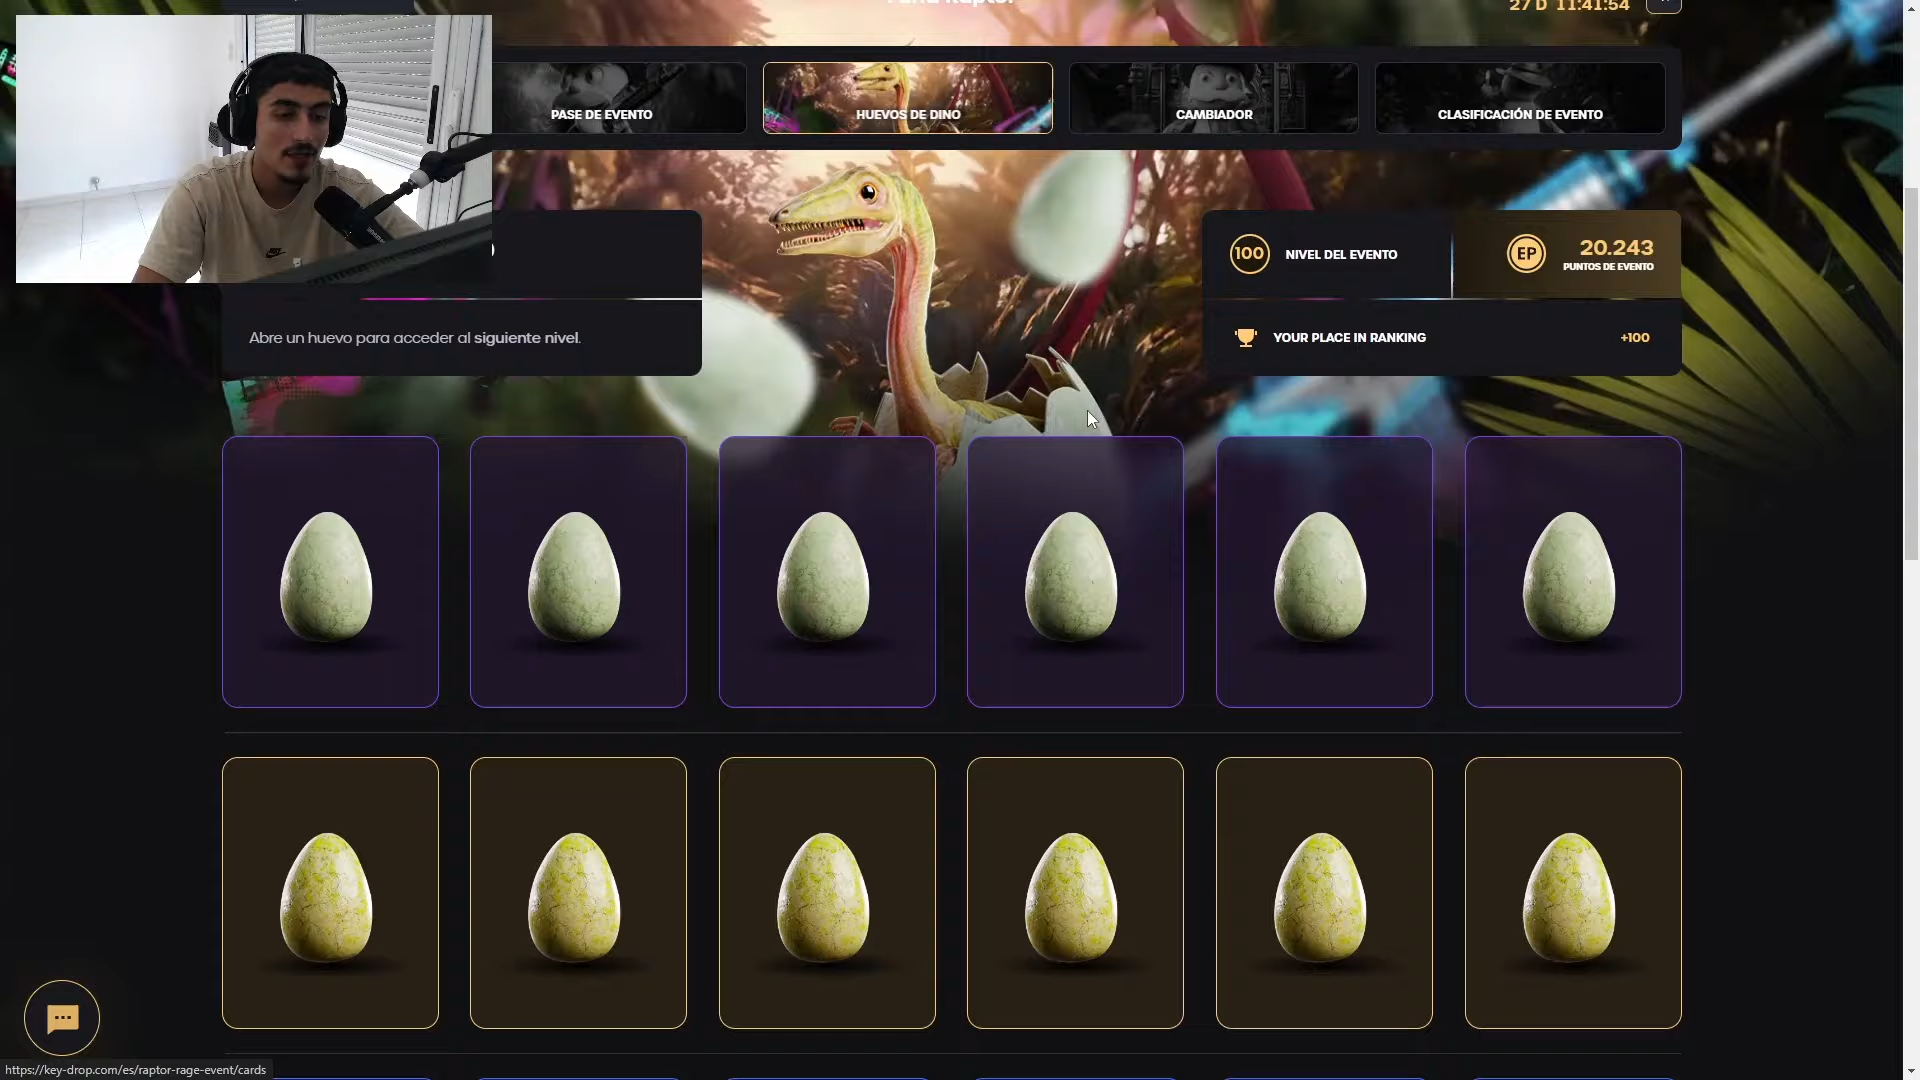 27 D 11:41:54
PASE DE EVENTO
HUEVOS DE DINO
CAMBIADOR
CLASIFICACIÓN DE EVENTO
100 NIVEL DEL EVENTO
EP 20.243
PUNTOS DE EVENTO
Abre un huevo para acceder al siguiente nivel.
YOUR PLACE IN RANKING +100
https://key-drop.com/es/raptor-rage-event/cards